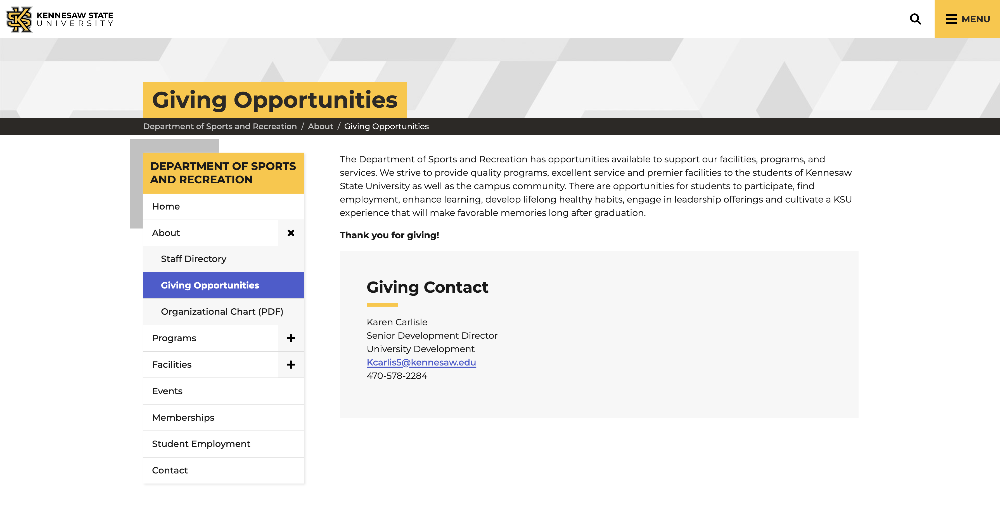 KENNESAW STATE
UNIVERSITY
MENU
Giving Opportunities
Department of Sports and Recreation / About / Giving Opportunities
DEPARTMENT OF SPORTS
AND RECREATION
Home
About
Staff Directory
Giving Opportunities
Organizational Chart (PDF)
Programs
Facilities
Events
Memberships
Student Employment
Contact
The Department of Sports and Recreation has opportunities available to support our facilities, programs, and
services. We strive to provide quality programs, excellent service and premier facilities to the students of Kennesaw
State University as well as the campus community. There are opportunities for students to participate, find
employment, enhance learning, develop lifelong healthy habits, engage in leadership offerings and cultivate a KSU
experience that will make favorable memories long after graduation.
Thank you for giving!
Giving Contact
Karen Carlisle
Senior Development Director
University Development
Kcarlis5@kennesaw.edu
470-578-2284